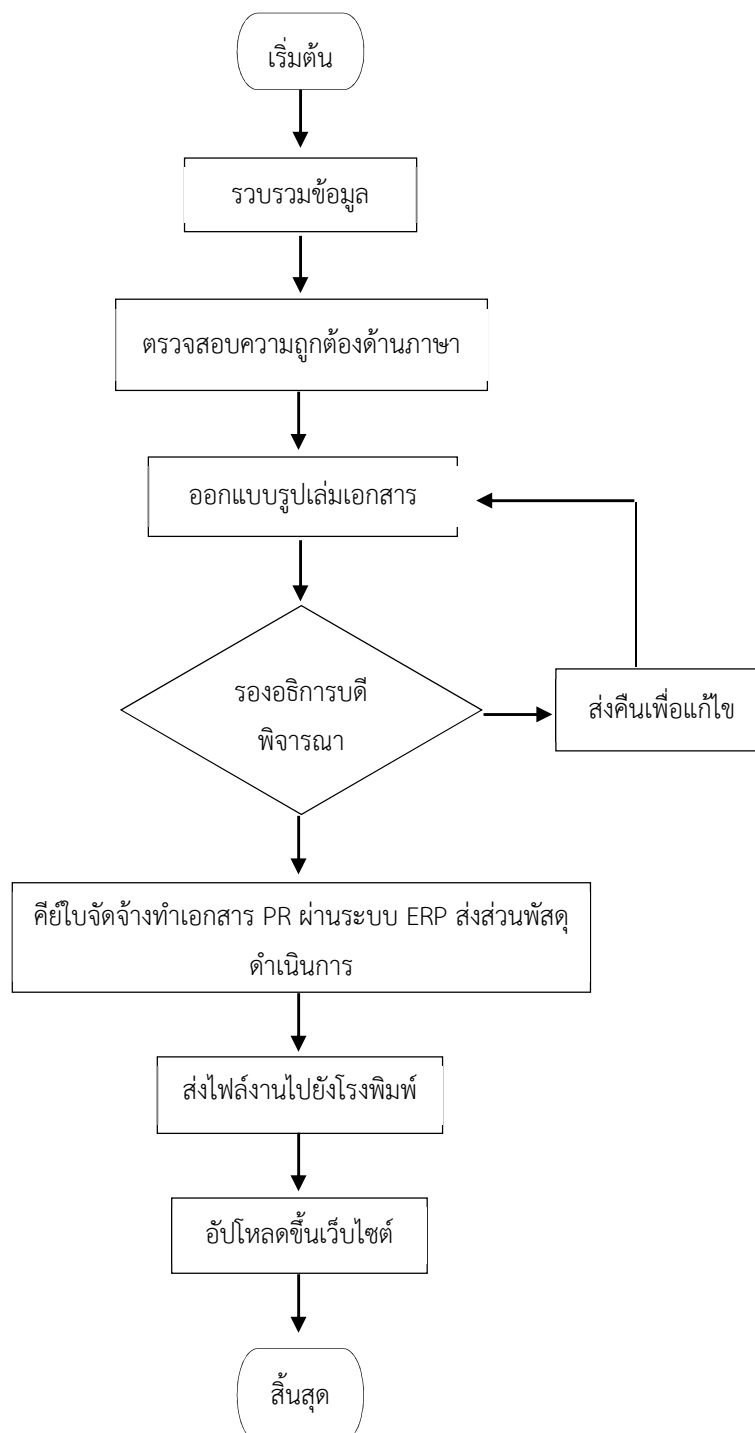 เริ่มต้น
รวบรวมข้อมูล
ตรวจสอบความถูกต้องด้านภาษา
ออกแบบรูปเล่มเอกสาร
รองอธิการบดี
พิจารณา
ส่งคืนเพื่อแก้ไข
คีย์ใบจัดจ้างทำเอกสาร PR ผ่านระบบ ERP ส่งส่วนพัสดุ
ดำเนินการ
ส่งไฟล์งานไปยังโรงพิมพ์
อัปโหลดขึ้นเว็บไซต์
สิ้นสุด